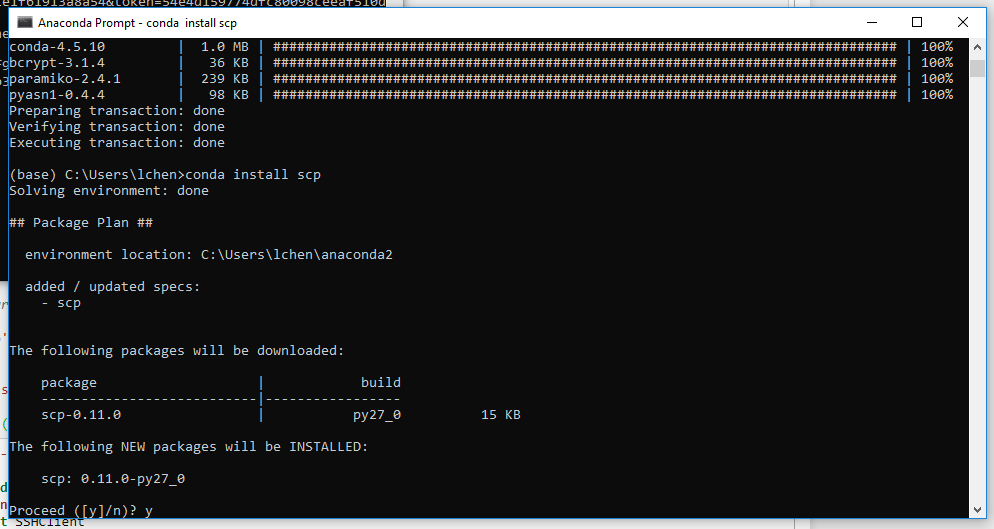 1e1f61913a8a54&token=54e4d159774dfc80098ceeaf510d
Anaconda Prompt - conda  install scp
conda-4.5.10         |  1.0 MB | ############################################################################## | 100%
bcrypt-3.1.4         |   36 KB | ############################################################################## | 100%
paramiko-2.4.1       |  239 KB | ############################################################################## | 100%
pyasn1-0.4.4         |   98 KB | ############################################################################## | 100%
Preparing transaction: done
Verifying transaction: done
Executing transaction: done
(base) C:\Users\lchen>conda install scp
Solving environment: done
## Package Plan ##
  environment location: C:\Users\lchen\anaconda2
  added / updated specs:
    - scp
The following packages will be downloaded:
    package                    |            build
    ---------------------------|-----------------
    scp-0.11.0                 |           py27_0          15 KB
The following NEW packages will be INSTALLED:
    scp: 0.11.0-py27_0
Proceed ([y]/n)? y
t SSHClient